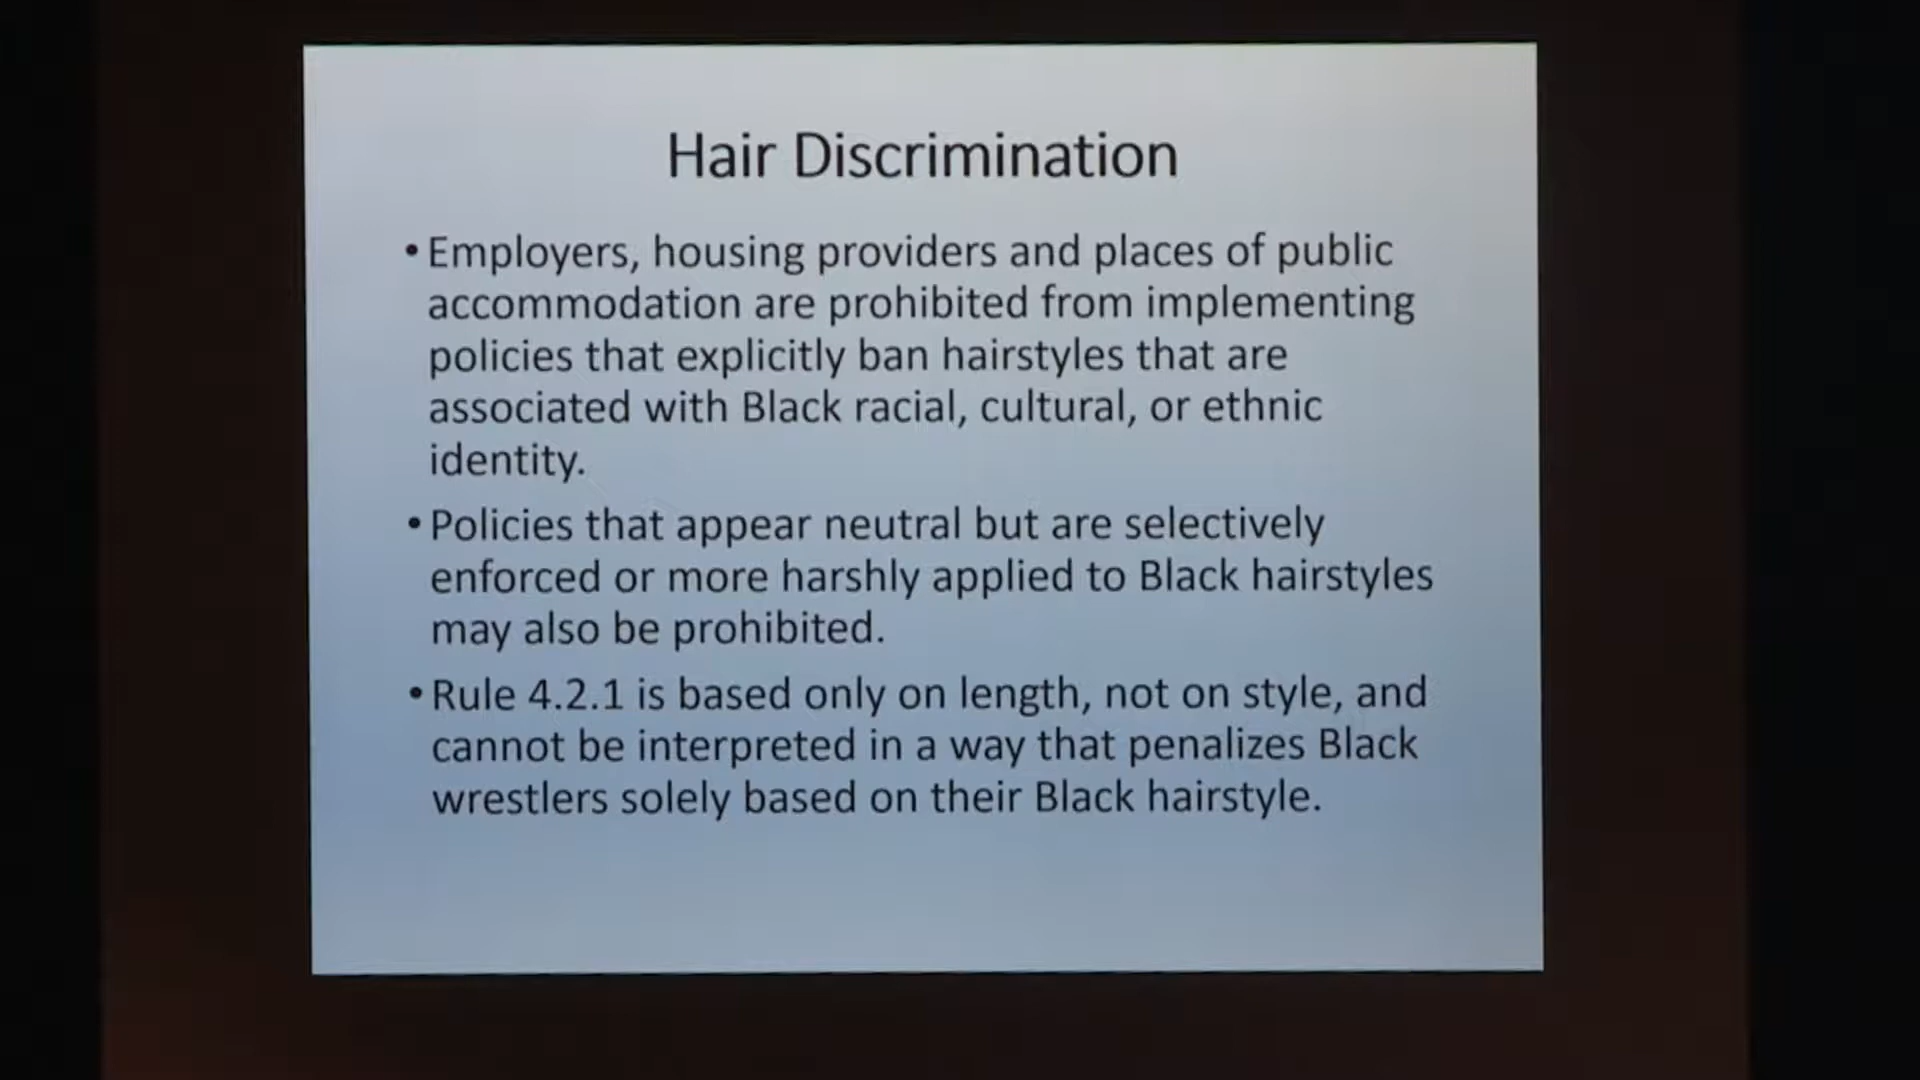 Hair Discrimination
• Employers, housing providers and places of public
accommodation are prohibited from implementing
policies that explicitly ban hairstyles that are
associated with Black racial, cultural, or ethnic
identity.
• Policies that appear neutral but are selectively
enforced or more harshly applied to Black hairstyles
may also be prohibited.
• Rule 4.2.1 is based only on length, not on style, and
cannot be interpreted in a way that penalizes Black
wrestlers solely based on their Black hairstyle.